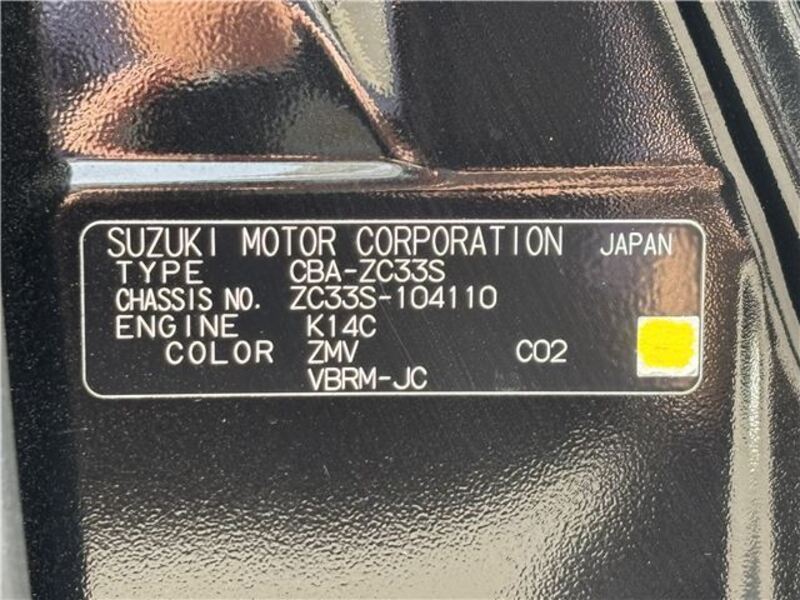 SUZUKI MOTOR CORPORATION JAPAN
TYPE CBA-ZC33S
CHASSIS NO. ZC33S-104110
ENGINE K14C
COLOR ZMV C02
VBRM-JC